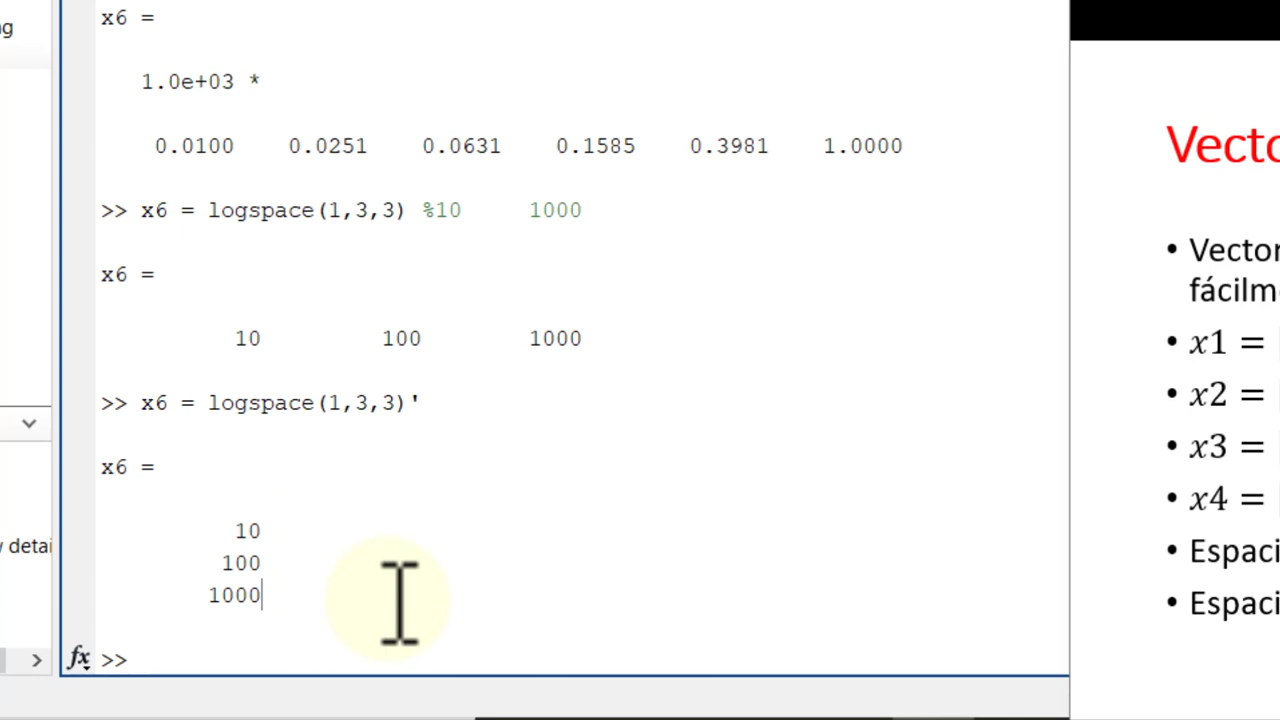 ng
x6 =
1.0e+03 *
0.0100 0.0251 0.0631 0.1585 0.3981 1.0000
>> x6 = logspace(1,3,3) %10 1000
x6 =
10 100 1000
>> x6 = logspace(1,3,3)'
x6 =
10
100
1000
fx >>
w detai
Vecto
• Vector
fácilm
• x1 = [
• x2 = [
• x3 = [
• x4 = [
• Espaci
• Espaci